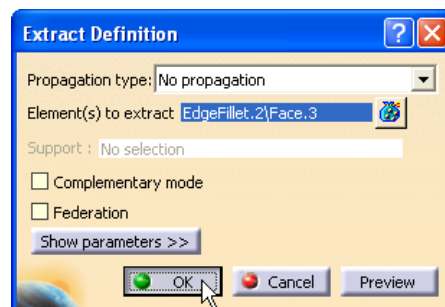 Extract Definition
Propagation type: No propagation
Element(s) to extract EdgeFillet.2\Face.3
Support : No selection
Complementary mode
Federation
Show parameters >>
OK Cancel Preview